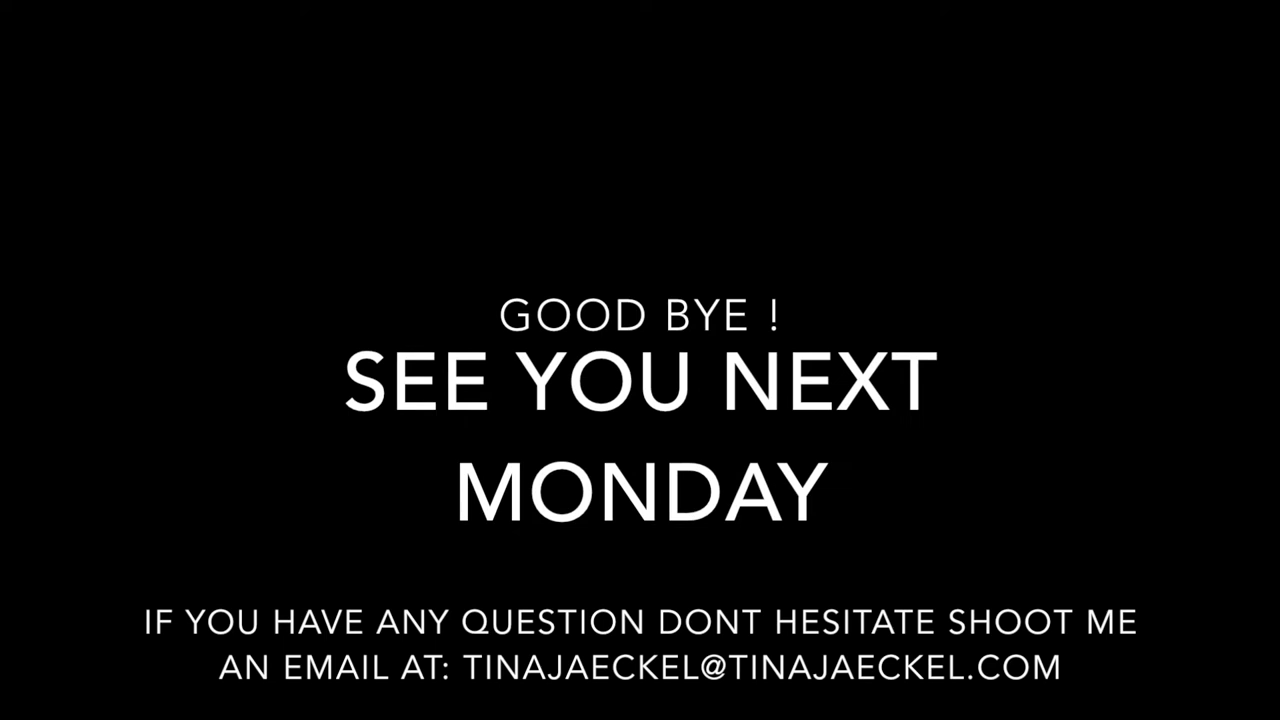 GOOD BYE !
SEE YOU NEXT
MONDAY
IF YOU HAVE ANY QUESTION DONT HESITATE SHOOT ME
AN EMAIL AT: TINAJAECKEL@TINAJAECKEL.COM